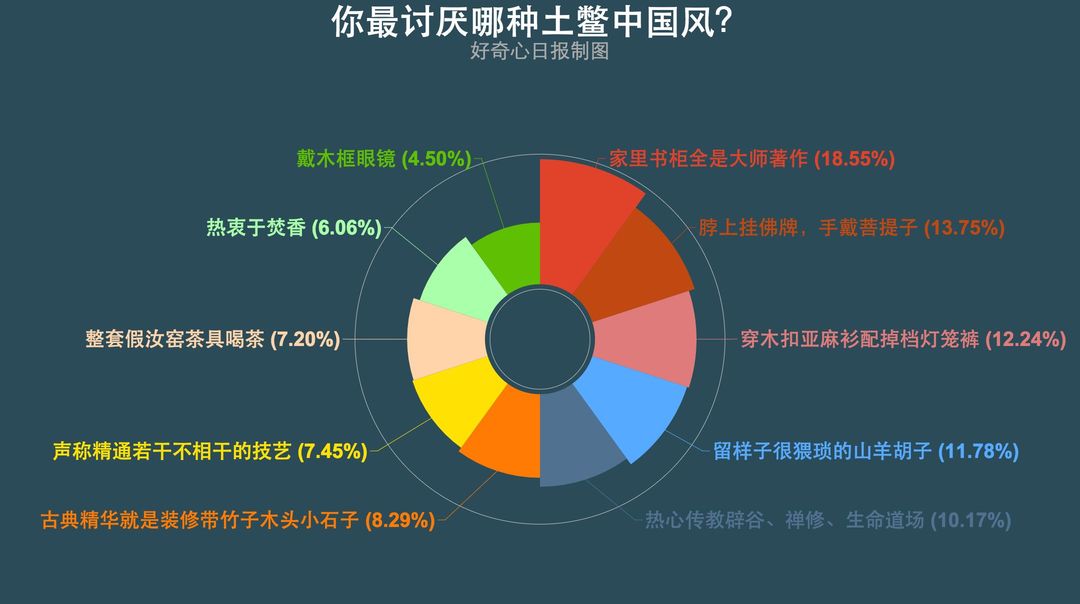 你最讨厌哪种土鳖中国风？
好奇心日报制图
戴木框眼镜 (4.50%)
家里书柜全是大师著作 (18.55%)
热衷于焚香 (6.06%)
脖上挂佛牌，手戴菩提子 (13.75%)
整套假汝窑茶具喝茶 (7.20%)
穿木扣亚麻衫配掉档灯笼裤 (12.24%)
声称精通若干不相干的技艺 (7.45%)
留样子很猥琐的山羊胡子 (11.78%)
古典精华就是装修带竹子木头小石子 (8.29%)
热心传教辟谷、禅修、生命道场 (10.17%)